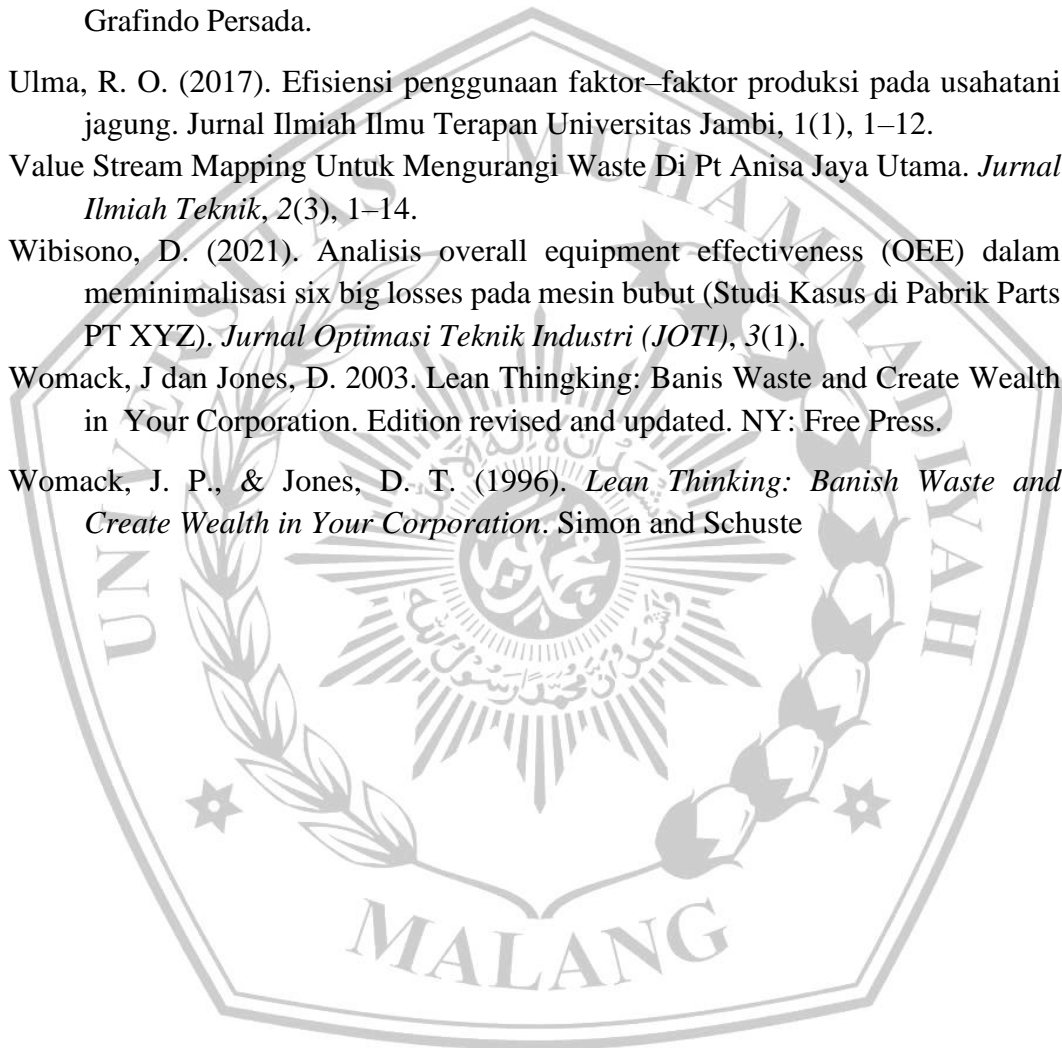 Grafindo Persada.
Ulma, R. O. (2017). Efisiensi penggunaan faktor–faktor produksi pada usahatani
jagung. Jurnal Ilmiah Ilmu Terapan Universitas Jambi, 1(1), 1–12.
Value Stream Mapping Untuk Mengurangi Waste Di Pt Anisa Jaya Utama. Jurnal
Ilmiah Teknik, 2(3), 1–14.
Wibisono, D. (2021). Analisis overall equipment effectiveness (OEE) dalam
meminimalisasi six big losses pada mesin bubut (Studi Kasus di Pabrik Parts
PT XYZ). Jurnal Optimasi Teknik Industri (JOTI), 3(1).
Womack, J dan Jones, D. 2003. Lean Thingking: Banis Waste and Create Wealth
in Your Corporation. Edition revised and updated. NY: Free Press.
Womack, J. P., & Jones, D. T. (1996). Lean Thinking: Banish Waste and
Create Wealth in Your Corporation. Simon and Schuste
UNIVERSITAS MUHAMMADIYAH
MALANG